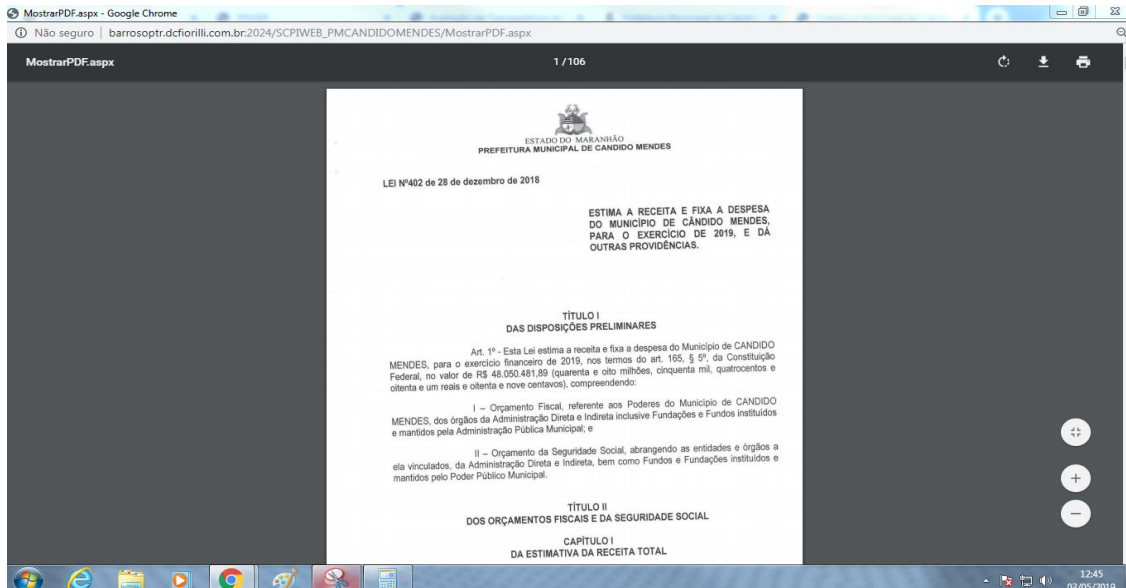 MostrarPDF.aspx - Google Chrome
Não seguro | barrosoptr.dcfiorilli.com.br:2024/SCPIWEB_PMCANDIDOMENDES/MostrarPDF.aspx
MostrarPDF.aspx 1 / 106
ESTADO DO MARANHÃO
PREFEITURA MUNICIPAL DE CANDIDO MENDES
LEI Nº402 de 28 de dezembro de 2018
ESTIMA A RECEITA E FIXA A DESPESA
DO MUNICÍPIO DE CÂNDIDO MENDES,
PARA O EXERCÍCIO DE 2019, E DÁ
OUTRAS PROVIDÊNCIAS.
TÍTULO I
DAS DISPOSIÇÕES PRELIMINARES
Art. 1º - Esta Lei estima a receita e fixa a despesa do Município de CANDIDO
MENDES, para o exercício financeiro de 2019, nos termos do art. 165, § 5º, da Constituição
Federal, no valor de R$ 48.050.481,89 (quarenta e oito milhões, cinquenta mil, quatrocentos e
oitenta e um reais e oitenta e nove centavos), compreendendo:
I – Orçamento Fiscal, referente aos Poderes do Município de CANDIDO
MENDES, dos órgãos da Administração Direta e Indireta inclusive Fundações e Fundos instituídos
e mantidos pela Administração Pública Municipal; e
II – Orçamento da Seguridade Social, abrangendo as entidades e órgãos a
ela vinculados, da Administração Direta e Indireta, bem como Fundos e Fundações instituídos e
mantidos pelo Poder Público Municipal.
TÍTULO II
DOS ORÇAMENTOS FISCAIS E DA SEGURIDADE SOCIAL
CAPÍTULO I
DA ESTIMATIVA DA RECEITA TOTAL
12:45
03/05/2019